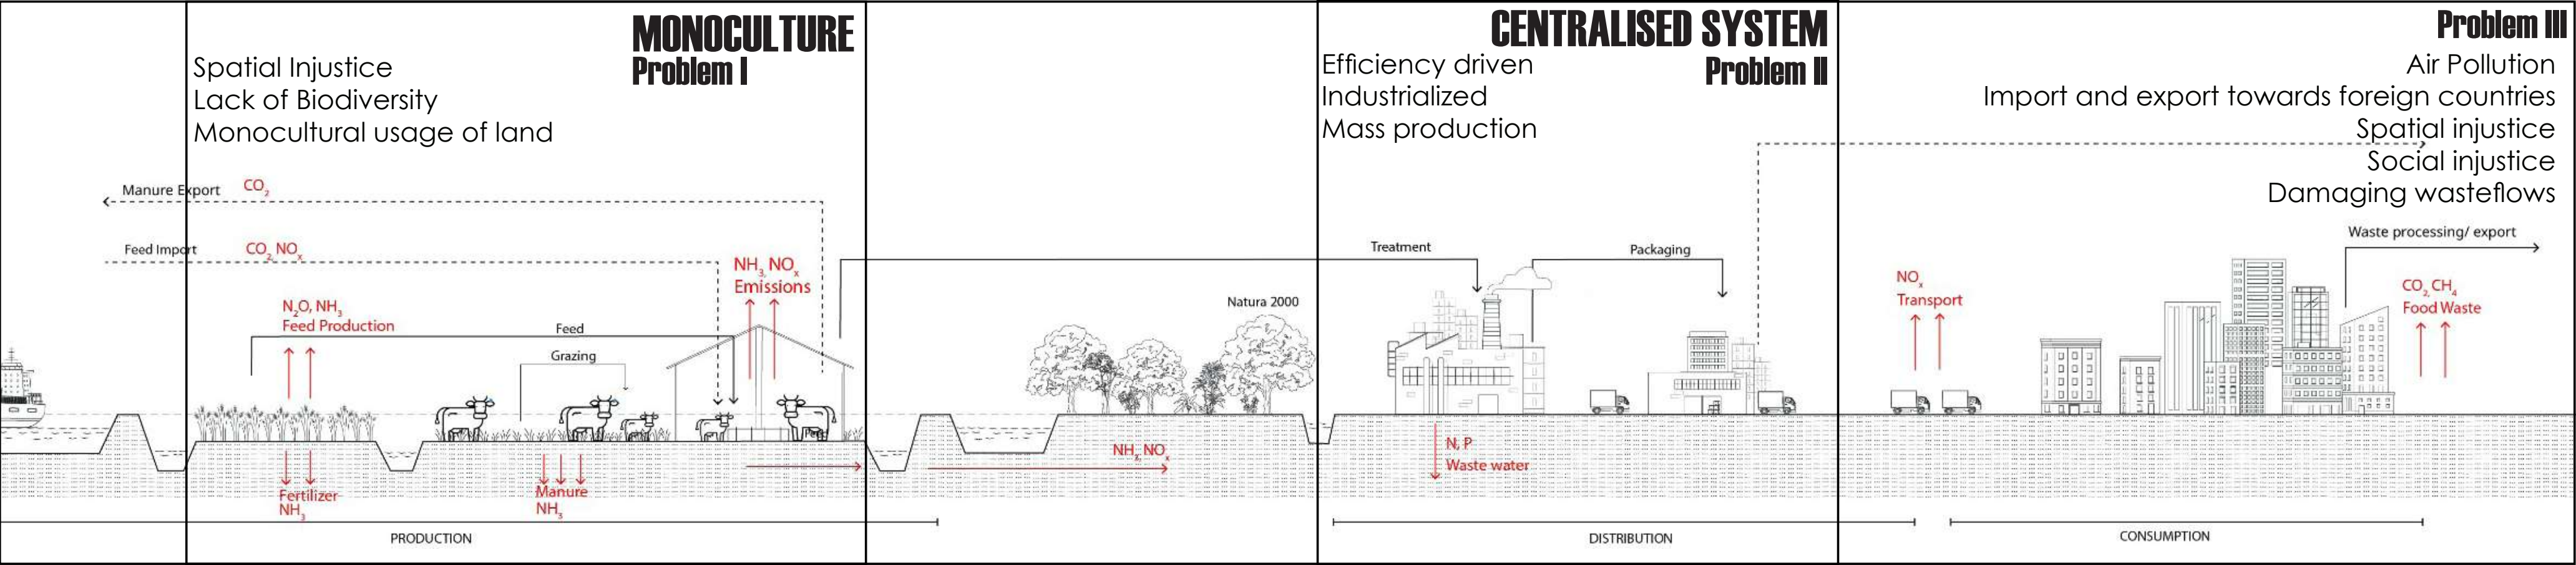 MONOCULTURE
Problem I
Spatial Injustice
Lack of Biodiversity
Monocultural usage of land
Manure Export
CO2
Feed Import
CO2 NOx
N2O, NH3
Feed Production
Feed
Grazing
NH3, NOx
Emissions
Fertilizer
NH3
Manure
NH3
PRODUCTION
Natura 2000
NH3, NOx
CENTRALISED SYSTEM
Problem II
Efficiency driven
Industrialized
Mass production
Treatment
Packaging
N, P
Waste water
DISTRIBUTION
Problem III
Air Pollution
Import and export towards foreign countries
Spatial injustice
Social injustice
Damaging wasteflows
Waste processing/ export
NOx
Transport
CO2, CH4
Food Waste
CONSUMPTION